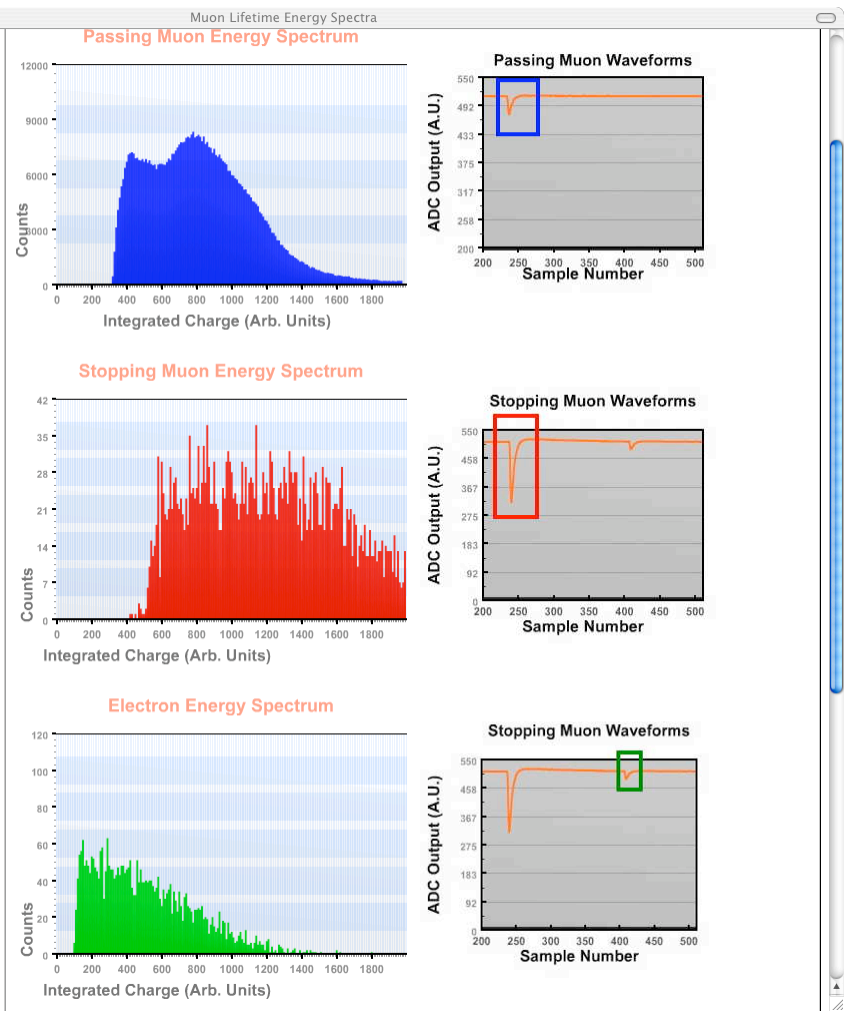 Muon Lifetime Energy Spectra
Passing Muon Energy Spectrum
12000
9000
6000
3000
0
Counts
0 200 400 600 800 1000 1200 1400 1600 1800
Integrated Charge (Arb. Units)
Passing Muon Waveforms
550
492
433
375
317
258
200
ADC Output (A.U.)
200 250 300 350 400 450 500
Sample Number
Stopping Muon Energy Spectrum
42
35
28
21
14
7
0
Counts
0 200 400 600 800 1000 1200 1400 1600 1800
Integrated Charge (Arb. Units)
Stopping Muon Waveforms
550
458
367
275
183
92
0
ADC Output (A.U.)
200 250 300 350 400 450 500
Sample Number
Electron Energy Spectrum
120
100
80
60
40
20
0
Counts
0 200 400 600 800 1000 1200 1400 1600 1800
Integrated Charge (Arb. Units)
Stopping Muon Waveforms
550
458
367
275
183
92
0
ADC Output (A.U.)
200 250 300 350 400 450 500
Sample Number